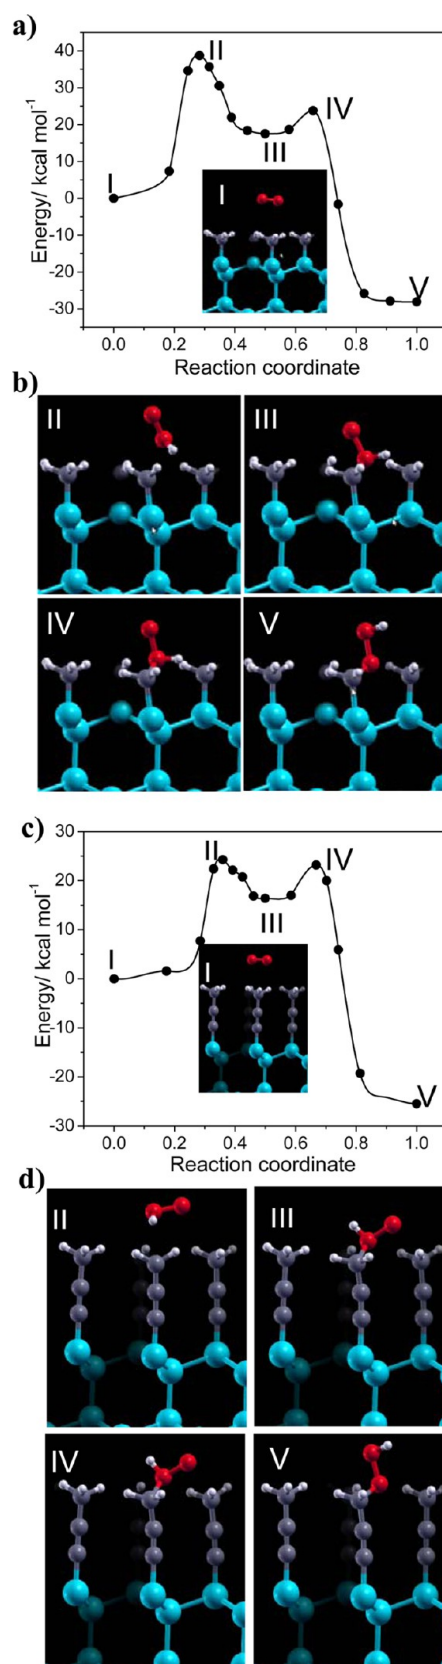 a)
40
30
20
10
0
-10
-20
-30
Energy/ kcal mol⁻¹
I
II
III
IV
V
I
0.0 0.2 0.4 0.6 0.8 1.0
Reaction coordinate
b)
II III
IV V
c)
30
20
10
0
-10
-20
-30
Energy/ kcal mol⁻¹
I
II
III
IV
V
I
0.0 0.2 0.4 0.6 0.8 1.0
Reaction coordinate
d)
II III
IV V